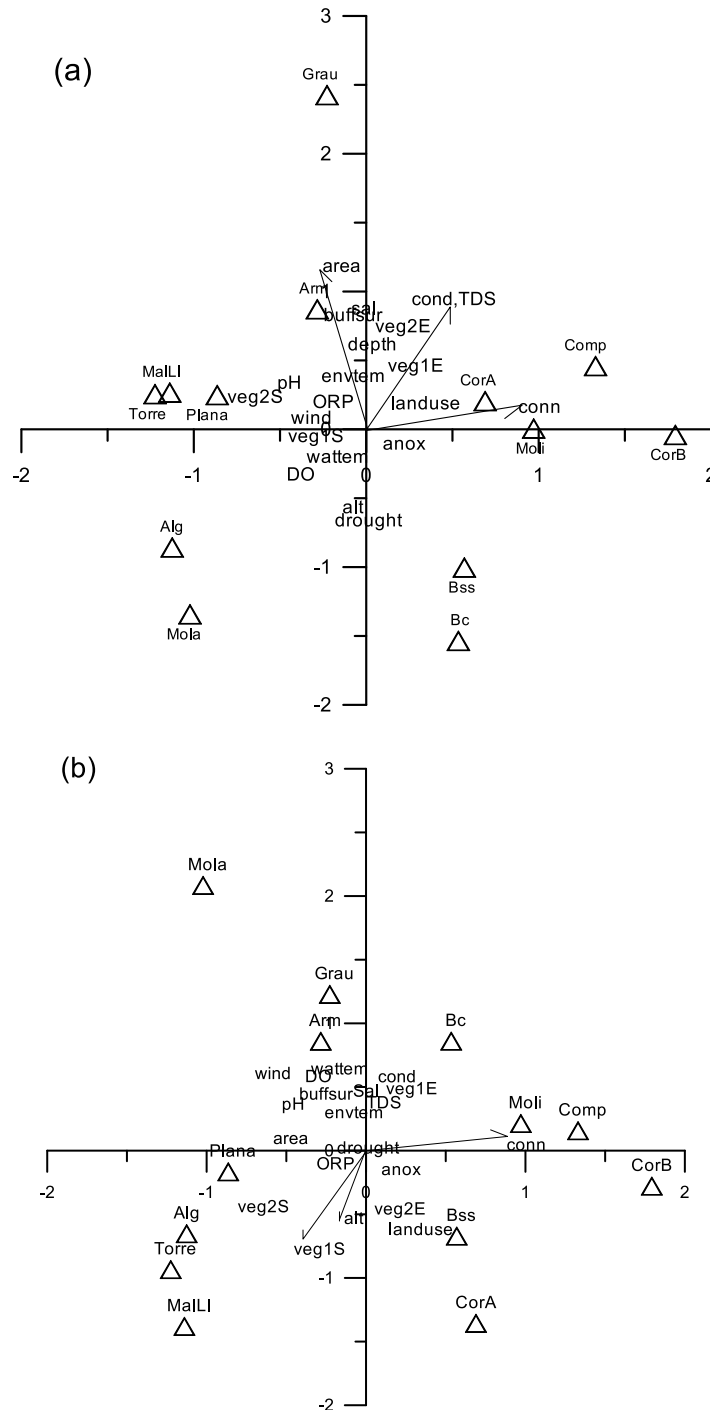 (a)
3
Grau
2
area
Arm
1
sal
cond,TDS
buffsur
veg2E
depth
Comp
MalLl
veg1E
envtem
CorA
pH
veg2S
ORP
landuse
conn
Torre
Plana
wind
0
veg1S
anox
Moli
wattem
CorB
-2
-1
DO
0
1
2
alt
drought
Alg
-1
Bss
Mola
Bc
-2
(b)
3
Mola
2
Grau
Arm
1
Bc
wattem
wind
DO
cond
buffsur
Sal
veg1E
pH
TDS
envtem
Moli
Comp
area
drought
conn
Plana
0
ORP
anox
CorB
-2
-1
0
1
2
veg2S
veg2E
Alg
alt
Bss
landuse
Torre
veg1S
-1
MalLl
CorA
-2